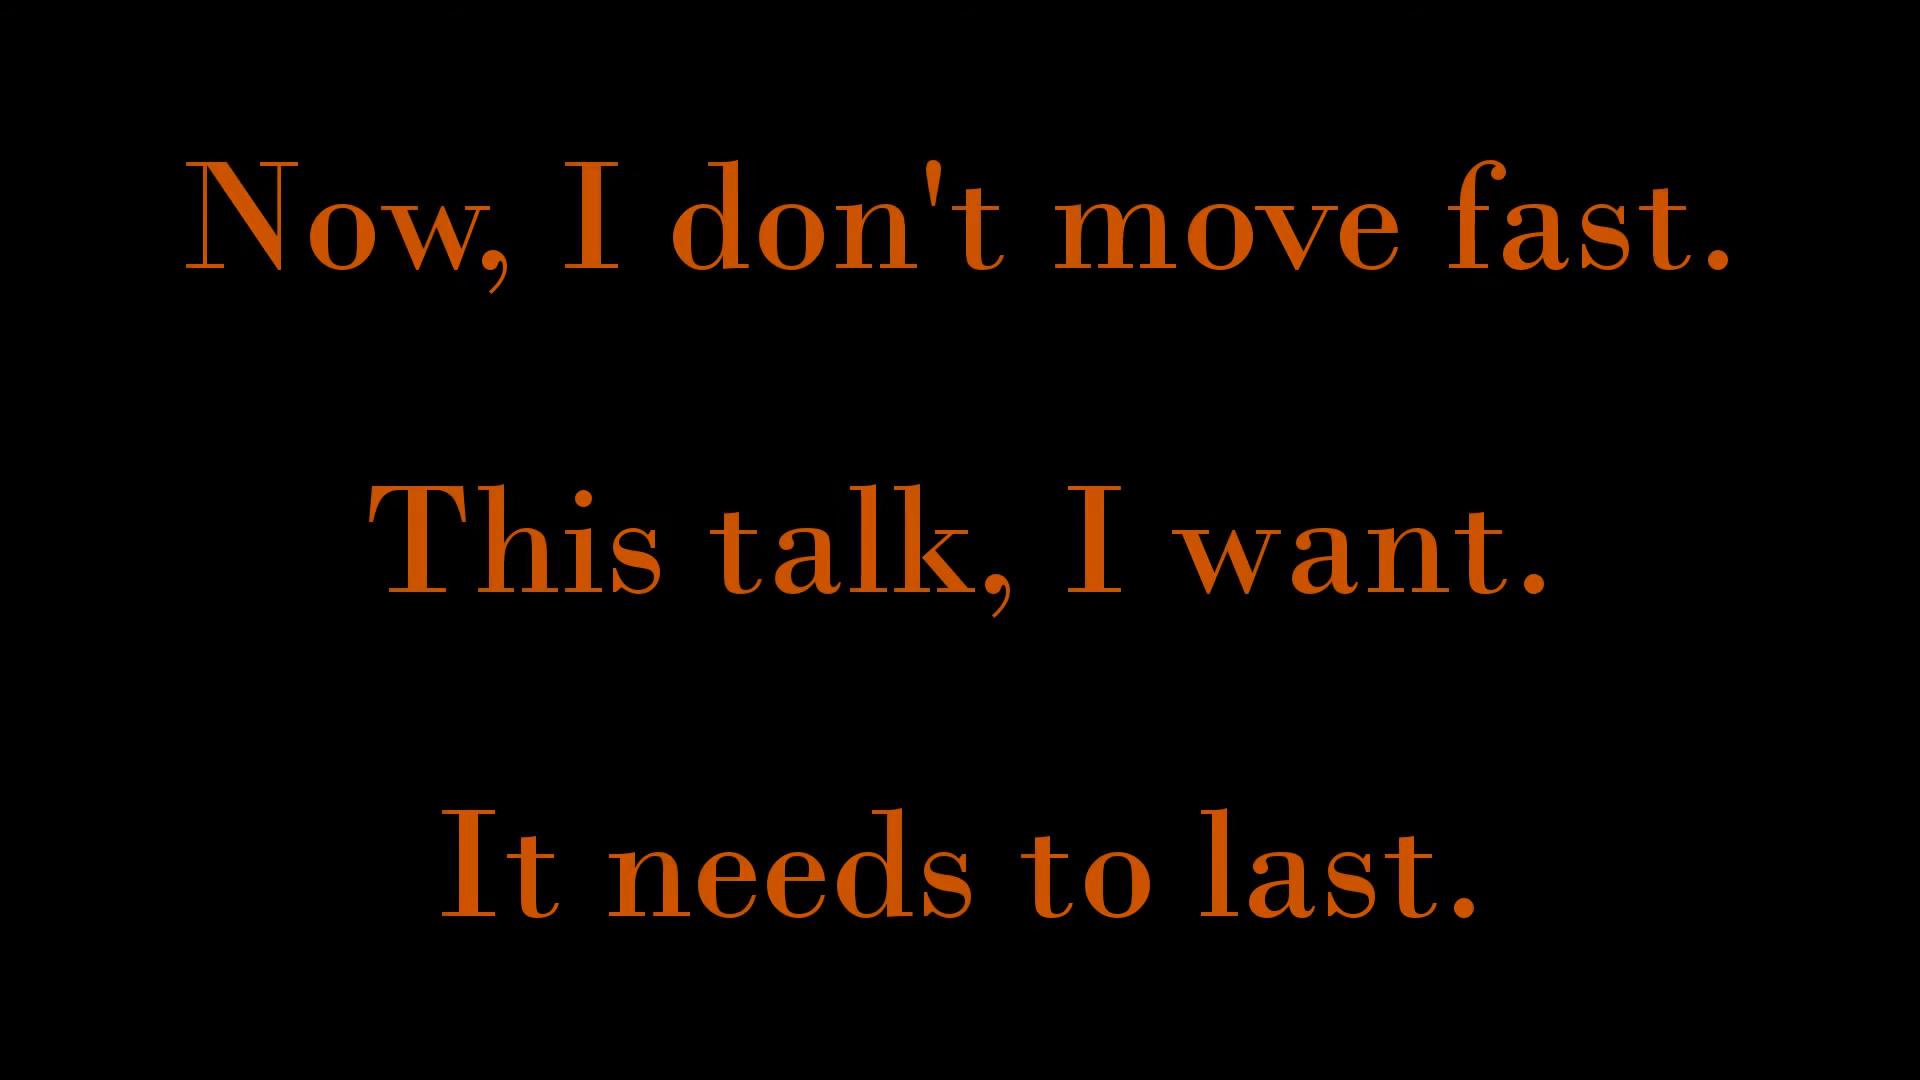 Now, I don't move fast.
This talk, I want.
It needs to last.